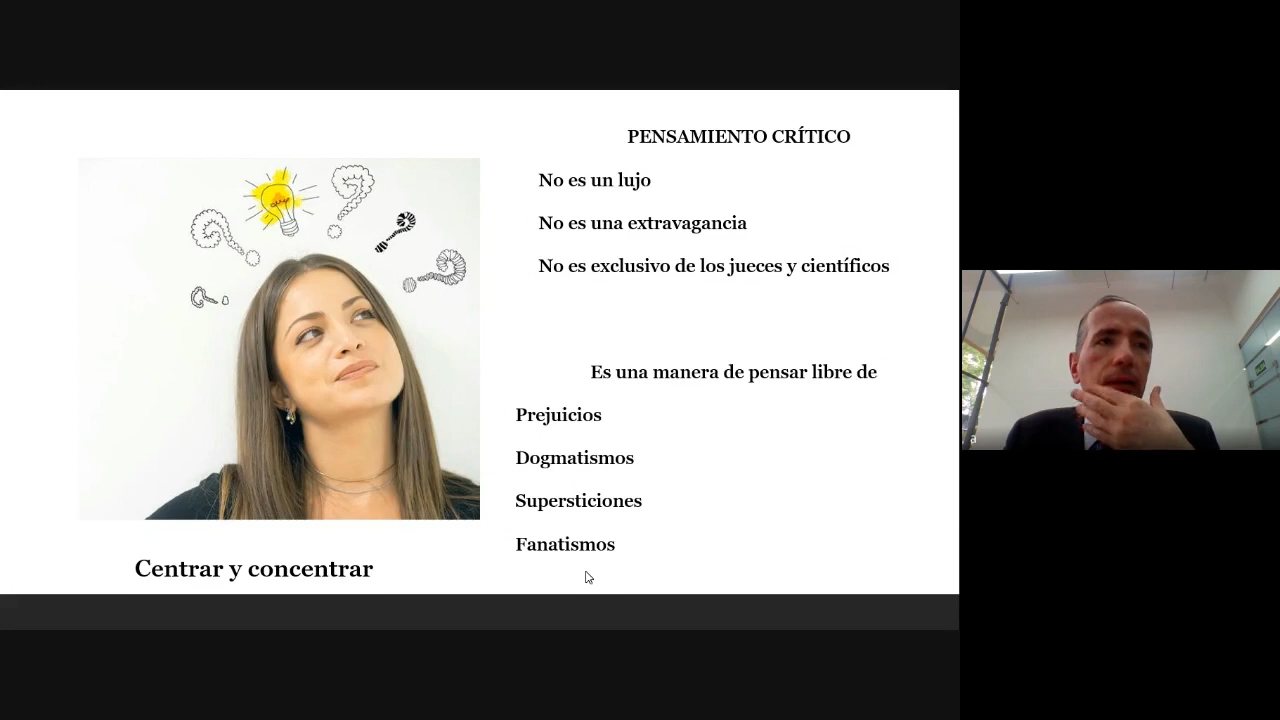 PENSAMIENTO CRÍTICO
No es un lujo
No es una extravagancia
No es exclusivo de los jueces y científicos
Es una manera de pensar libre de
Prejuicios
Dogmatismos
Supersticiones
Fanatismos
Centrar y concentrar
a